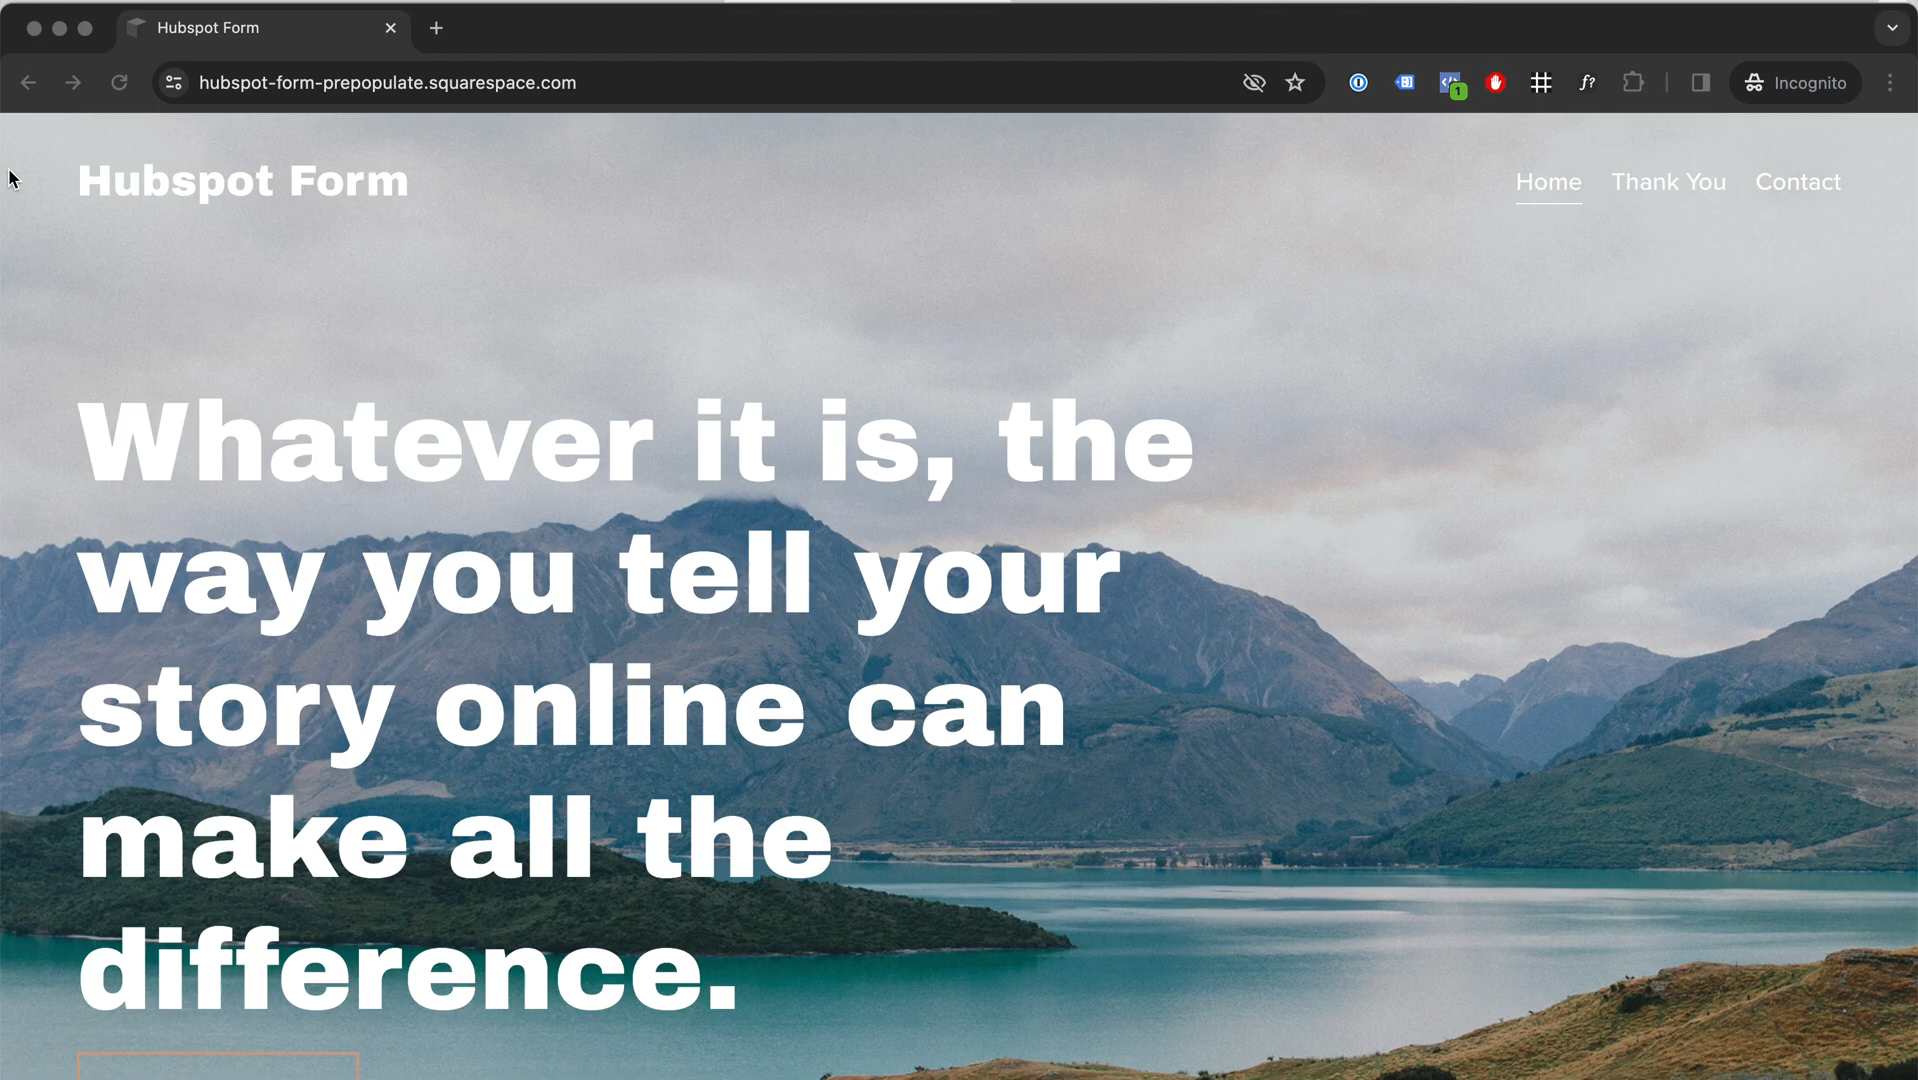 Hubspot Form
hubspot-form-prepopulate.squarespace.com
1
f?
Incognito
Hubspot Form
Home Thank You Contact
Whatever it is, the
way you tell your
story online can
make all the
difference.